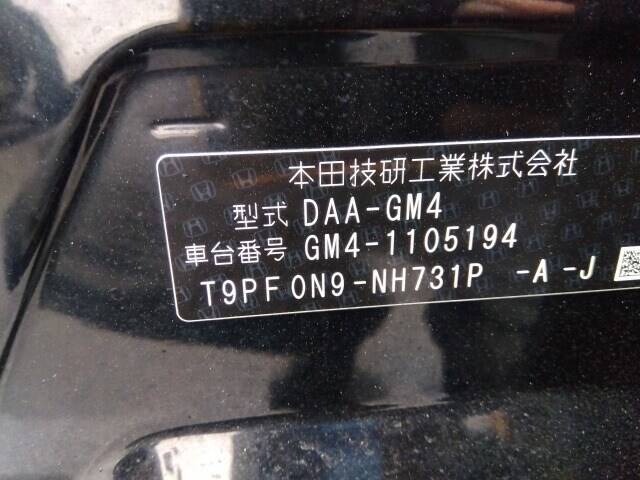 本田技研工業株式会社
型式 DAA-GM4
車台番号 GM4-1105194
T9PF0N9-NH731P -A -J